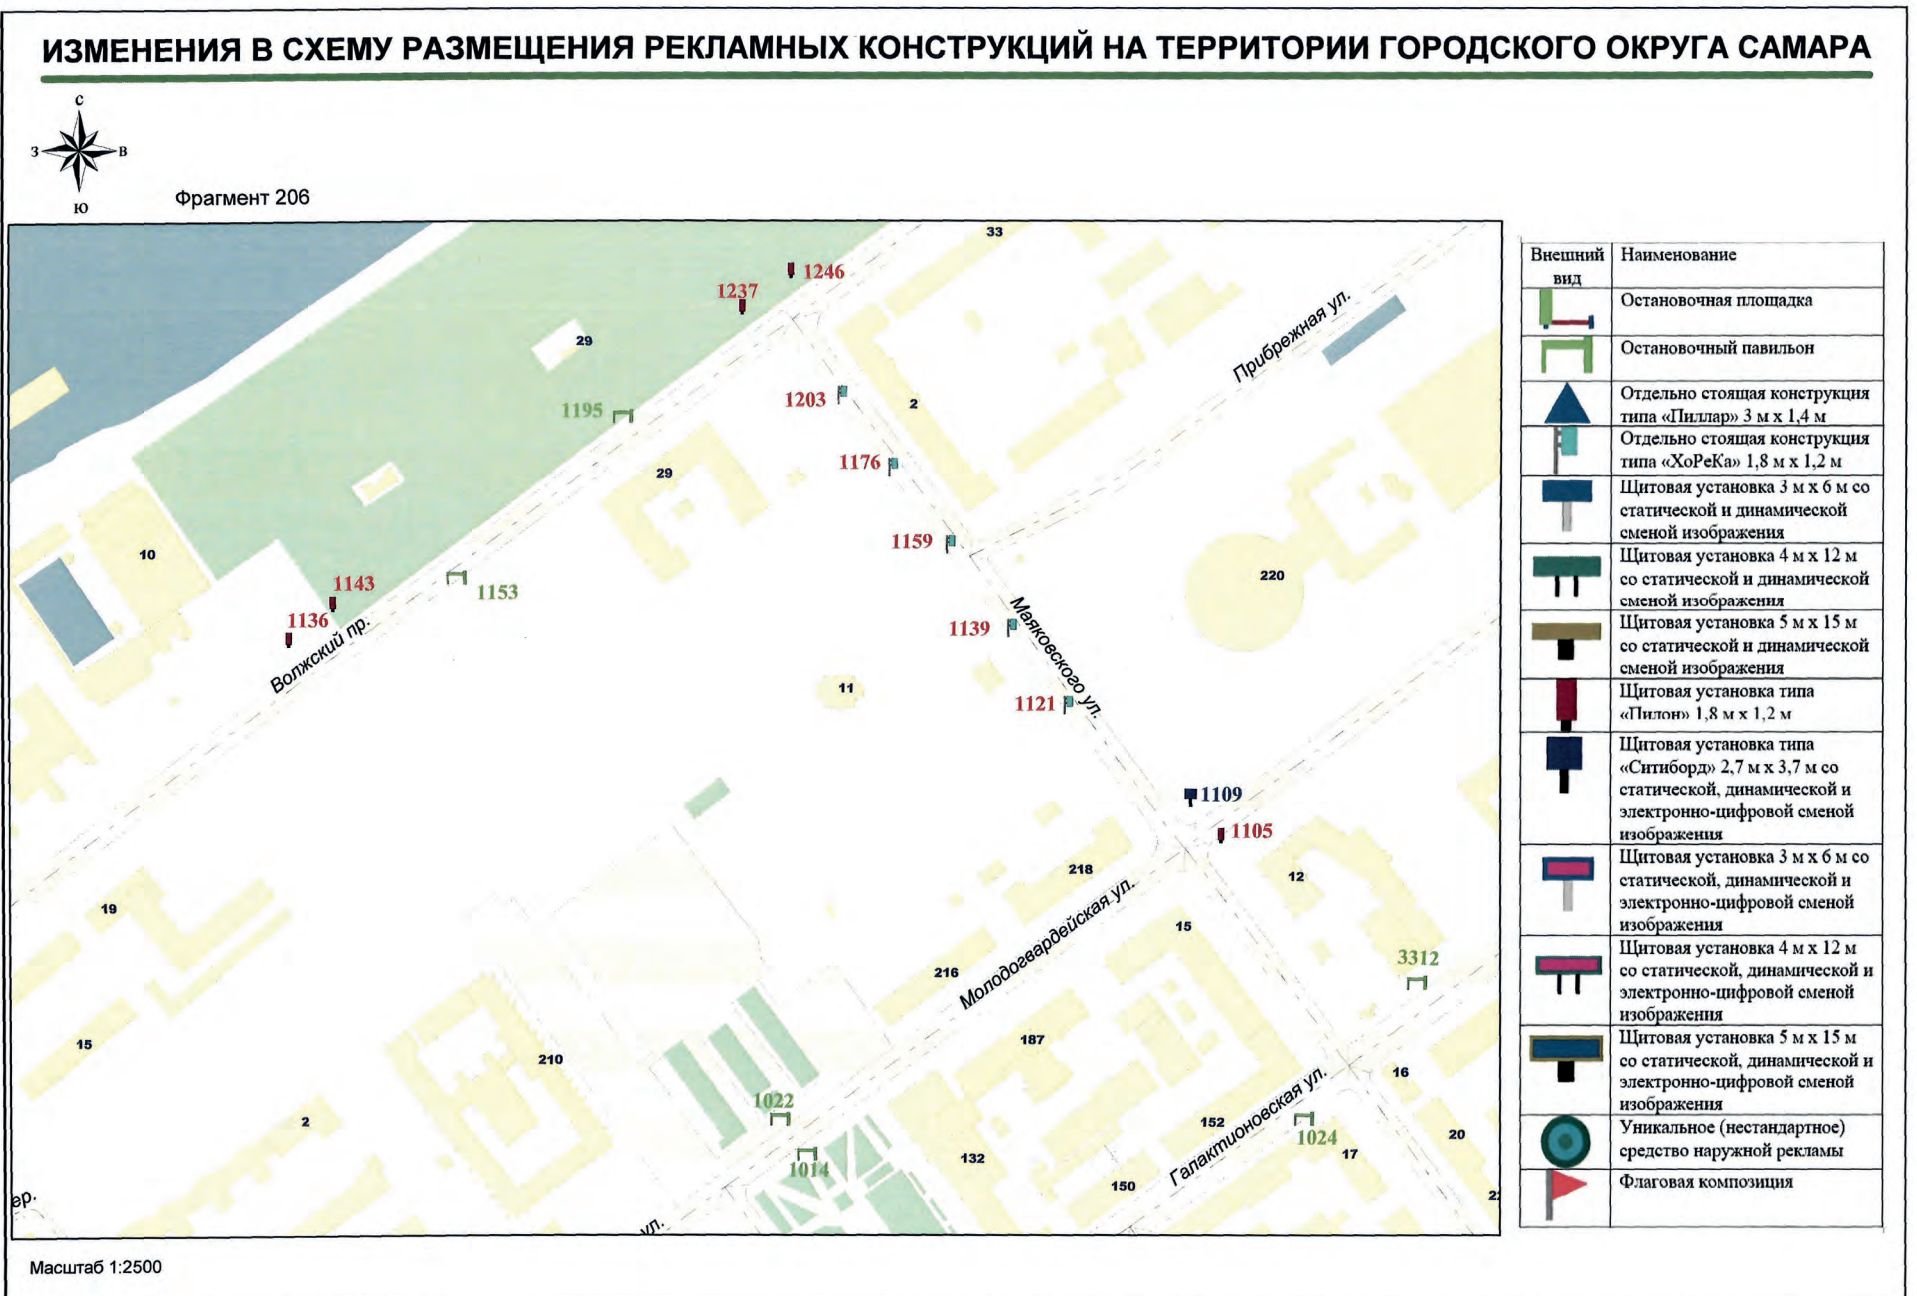 ИЗМЕНЕНИЯ В СХЕМУ РАЗМЕЩЕНИЯ РЕКЛАМНЫХ КОНСТРУКЦИЙ НА ТЕРРИТОРИИ ГОРОДСКОГО ОКРУГА САМАРА
С
З
В
Ю
Фрагмент 206
33
1246
1237
29
Прибрежная ул.
1203
2
1195
1176
29
1159
10
220
1143
1153
1136
Волжский пр.
1139
Маяковского ул.
11
1121
1109
1105
218
12
19
Молодогвардейская ул.
15
216
3312
187
15
210
16
Галактионовская ул.
1022
2
152
1024
20
1014
132
17
150
ер.
ул.
Внешний
вид
Наименование
Остановочная площадка
Остановочный павильон
Отдельно стоящая конструкция
типа «Пиллар» 3 м х 1,4 м
Отдельно стоящая конструкция
типа «ХоРеКа» 1,8 м х 1,2 м
Щитовая установка 3 м х 6 м со
статической и динамической
сменой изображения
Щитовая установка 4 м х 12 м
со статической и динамической
сменой изображения
Щитовая установка 5 м х 15 м
со статической и динамической
сменой изображения
Щитовая установка типа
«Пилон» 1,8 м х 1,2 м
Щитовая установка типа
«Ситиборд» 2,7 м х 3,7 м со
статической, динамической и
электронно-цифровой сменой
изображения
Щитовая установка 3 м х 6 м со
статической, динамической и
электронно-цифровой сменой
изображения
Щитовая установка 4 м х 12 м
со статической, динамической и
электронно-цифровой сменой
изображения
Щитовая установка 5 м х 15 м
со статической, динамической и
электронно-цифровой сменой
изображения
Уникальное (нестандартное)
средство наружной рекламы
Флаговая композиция
Масштаб 1:2500